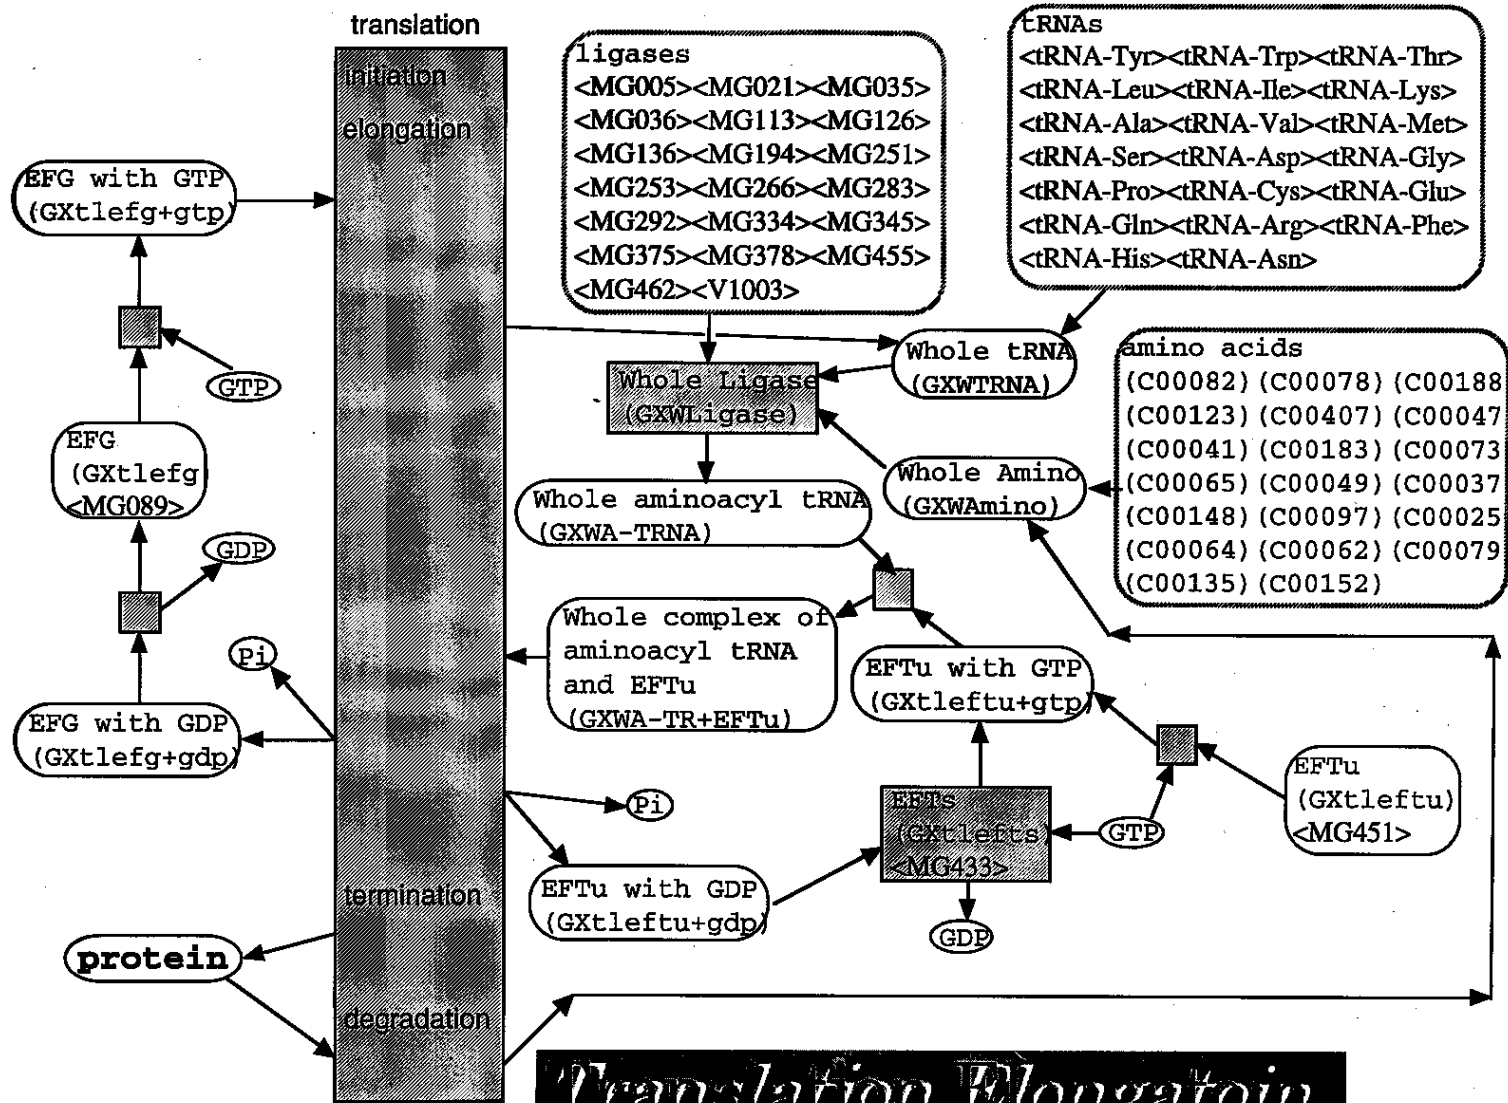 translation
initiation
elongation
termination
degradation
EFG with GTP
(GXtlefg+gtp)
GTP
EFG
(GXtlefg
<MG089>
GDP
Pi
EFG with GDP
(GXtlefg+gdp)
protein
ligases
<MG005><MG021><MG035>
<MG036><MG113><MG126>
<MG136><MG194><MG251>
<MG253><MG266><MG283>
<MG292><MG334><MG345>
<MG375><MG378><MG455>
<MG462><V1003>
tRNAs
<tRNA-Tyr><tRNA-Trp><tRNA-Thr>
<tRNA-Leu><tRNA-Ile><tRNA-Lys>
<tRNA-Ala><tRNA-Val><tRNA-Met>
<tRNA-Ser><tRNA-Asp><tRNA-Gly>
<tRNA-Pro><tRNA-Cys><tRNA-Glu>
<tRNA-Gln><tRNA-Arg><tRNA-Phe>
<tRNA-His><tRNA-Asn>
Whole Ligase
(GXWLigase)
Whole tRNA
(GXWTRNA)
amino acids
(C00082)(C00078)(C00188
(C00123)(C00407)(C00047
(C00041)(C00183)(C00073
(C00065)(C00049)(C00037
(C00148)(C00097)(C00025
(C00064)(C00062)(C00079
(C00135)(C00152)
Whole Amino
(GXWAmino)
Whole aminoacyl tRNA
(GXWA-TRNA)
Whole complex of
aminoacyl tRNA
and EFTu
(GXWA-TR+EFTu)
EFTu with GTP
(GXtleftu+gtp)
EFTu
(GXtleftu)
<MG451>
Pi
EFTs
(GXtlefts)
<MG433>
GTP
EFTu with GDP
(GXtleftu+gdp)
GDP
Translation Elongatoin